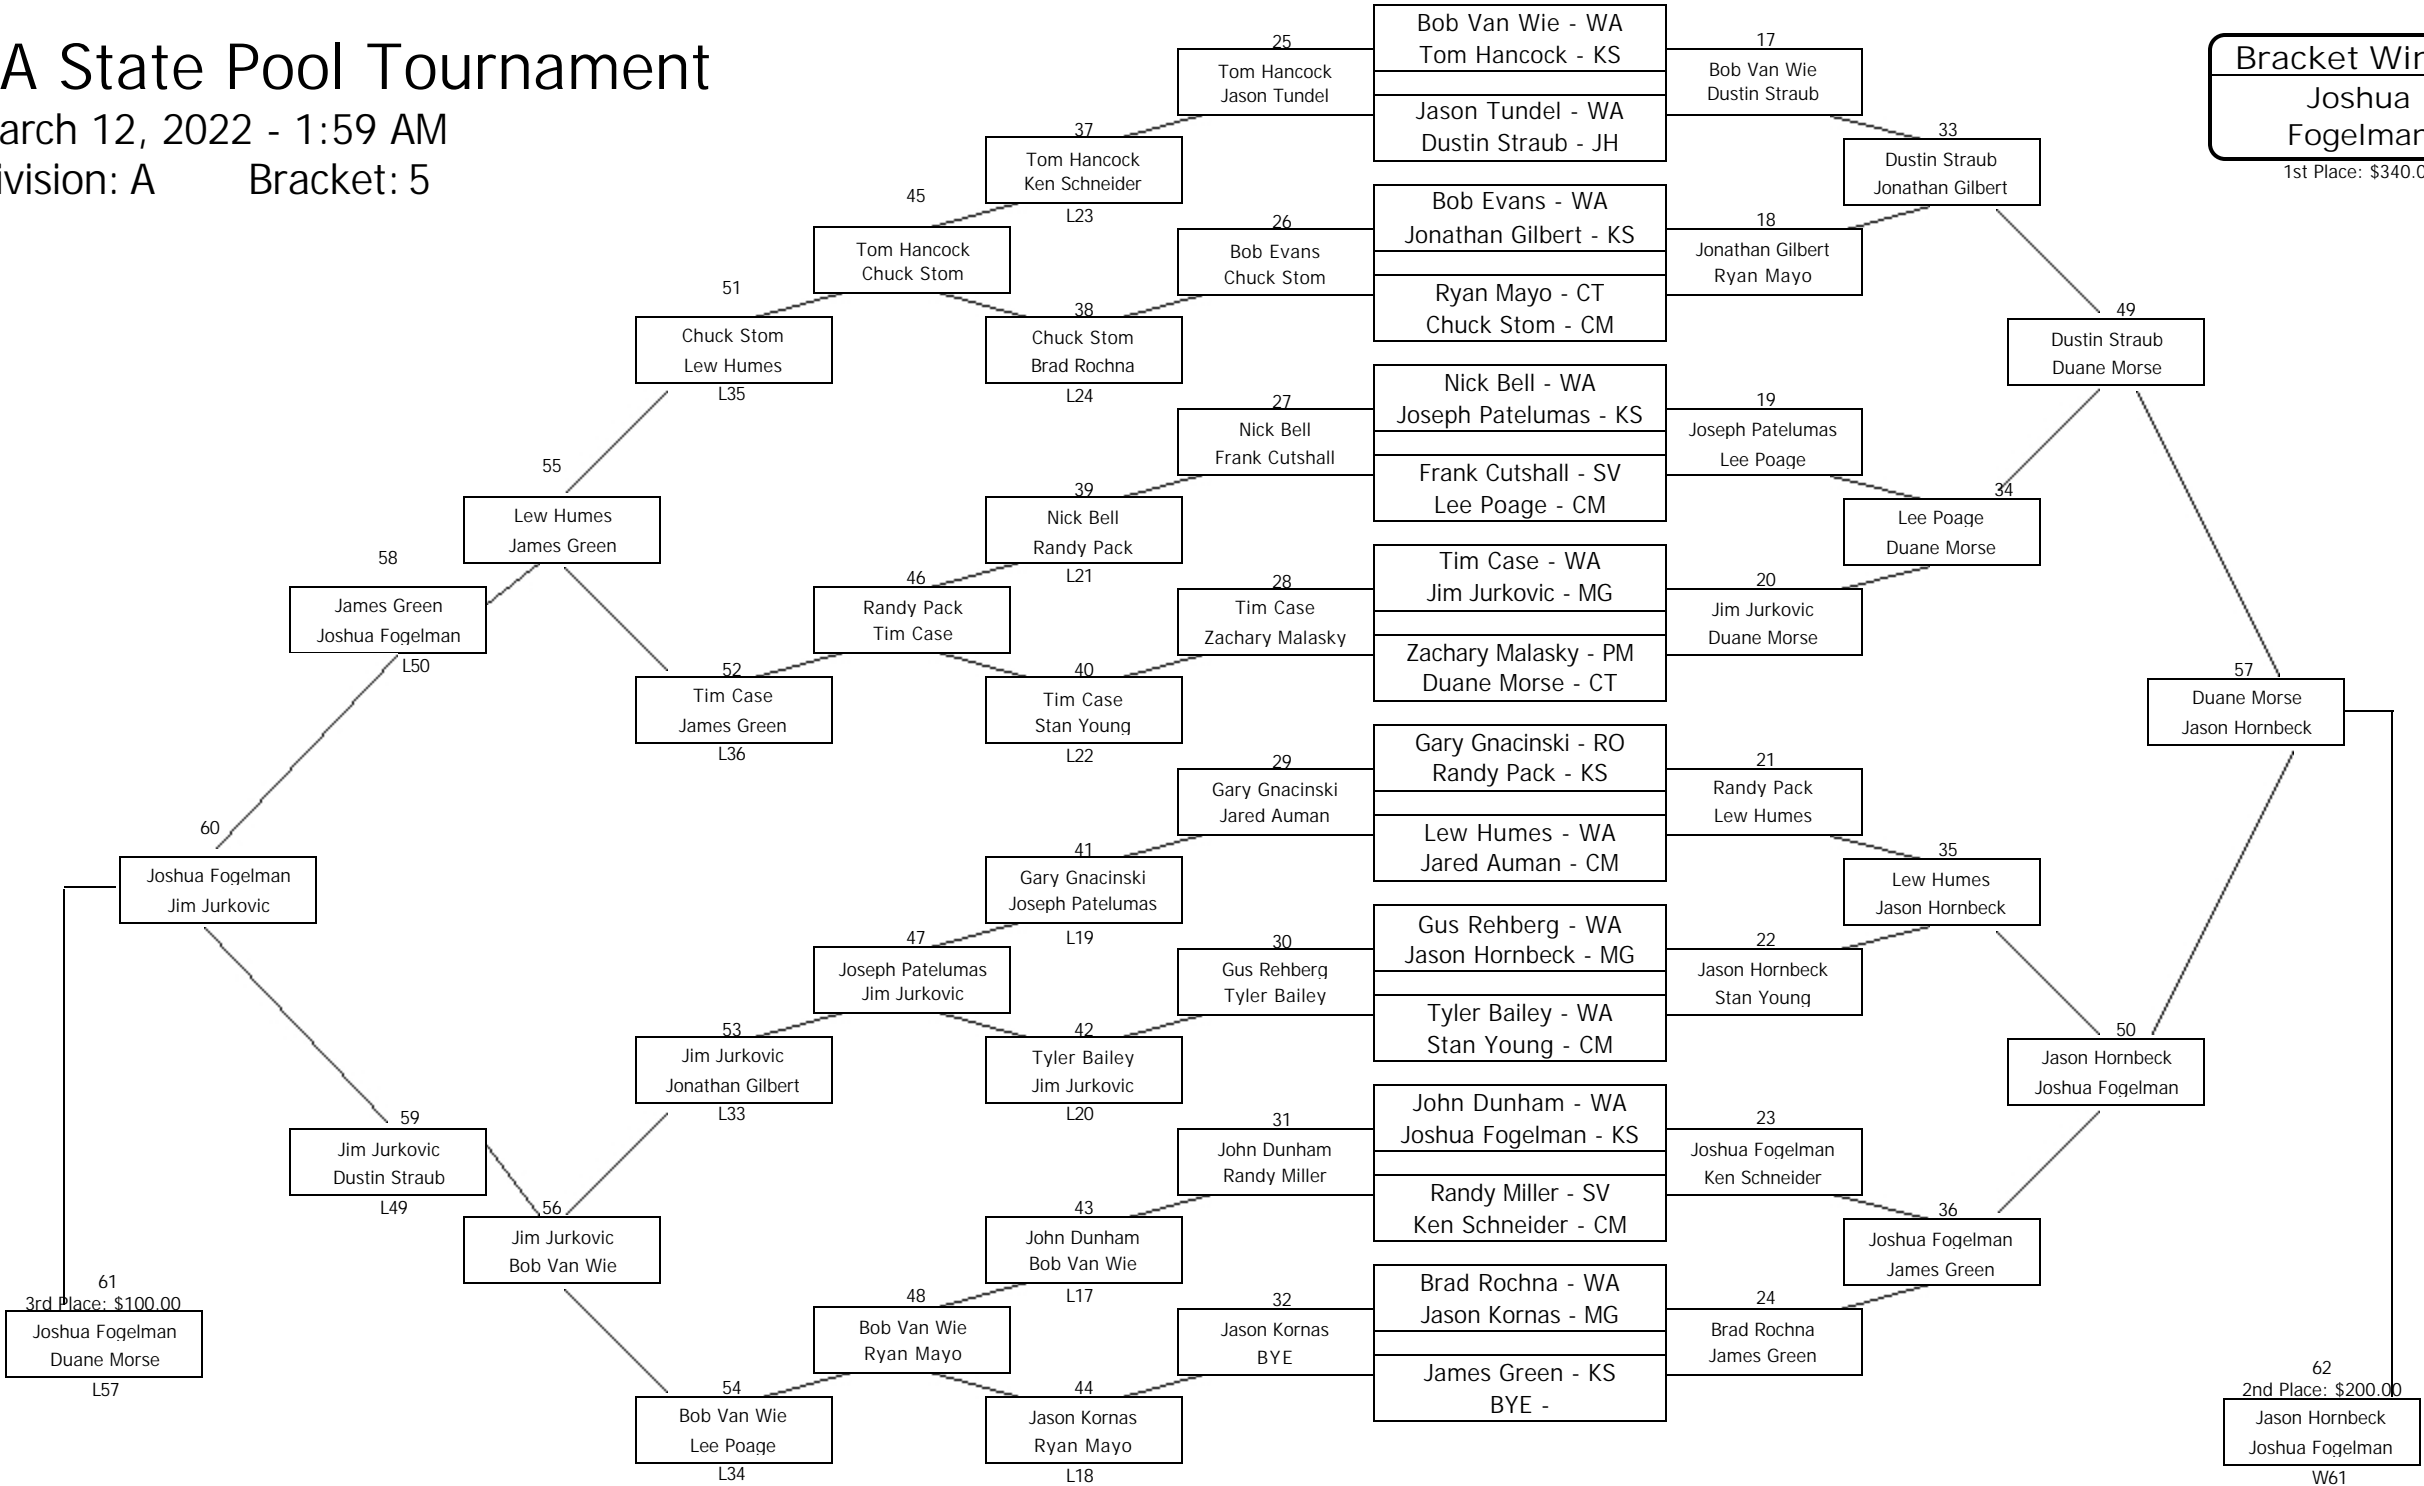 A State Pool Tournament
arch 12, 2022 - 1:59 AM
ivision: A Bracket: 5
Bracket Wir
Joshua
Fogelman
1st Place: $340.0
Bob Van Wie - WA
Tom Hancock - KS
Jason Tundel - WA
Dustin Straub - JH
Bob Evans - WA
Jonathan Gilbert - KS
Ryan Mayo - CT
Chuck Stom - CM
Nick Bell - WA
Joseph Patelumas - KS
Frank Cutshall - SV
Lee Poage - CM
Tim Case - WA
Jim Jurkovic - MG
Zachary Malasky - PM
Duane Morse - CT
Gary Gnacinski - RO
Randy Pack - KS
Lew Humes - WA
Jared Auman - CM
Gus Rehberg - WA
Jason Hornbeck - MG
Tyler Bailey - WA
Stan Young - CM
John Dunham - WA
Joshua Fogelman - KS
Randy Miller - SV
Ken Schneider - CM
Brad Rochna - WA
Jason Kornas - MG
James Green - KS
BYE -
17
Bob Van Wie
Dustin Straub
18
Jonathan Gilbert
Ryan Mayo
19
Joseph Patelumas
Lee Poage
20
Jim Jurkovic
Duane Morse
21
Randy Pack
Lew Humes
22
Jason Hornbeck
Stan Young
23
Joshua Fogelman
Ken Schneider
24
Brad Rochna
James Green
25
Tom Hancock
Jason Tundel
26
Bob Evans
Chuck Stom
27
Nick Bell
Frank Cutshall
28
Tim Case
Zachary Malasky
29
Gary Gnacinski
Jared Auman
30
Gus Rehberg
Tyler Bailey
31
John Dunham
Randy Miller
32
Jason Kornas
BYE
33
Dustin Straub
Jonathan Gilbert
34
Lee Poage
Duane Morse
35
Lew Humes
Jason Hornbeck
36
Joshua Fogelman
James Green
37
Tom Hancock
Ken Schneider
L23
38
Chuck Stom
Brad Rochna
L24
39
Nick Bell
Randy Pack
L21
40
Tim Case
Stan Young
L22
41
Gary Gnacinski
Joseph Patelumas
L19
42
Tyler Bailey
Jim Jurkovic
L20
43
John Dunham
Bob Van Wie
L17
44
Jason Kornas
Ryan Mayo
L18
45
Tom Hancock
Chuck Stom
46
Randy Pack
Tim Case
47
Joseph Patelumas
Jim Jurkovic
48
Bob Van Wie
Ryan Mayo
49
Dustin Straub
Duane Morse
50
Jason Hornbeck
Joshua Fogelman
51
Chuck Stom
Lew Humes
L35
52
Tim Case
James Green
L36
53
Jim Jurkovic
Jonathan Gilbert
L33
54
Bob Van Wie
Lee Poage
L34
55
Lew Humes
James Green
56
Jim Jurkovic
Bob Van Wie
57
Duane Morse
Jason Hornbeck
58
James Green
Joshua Fogelman
L50
59
Jim Jurkovic
Dustin Straub
L49
60
Joshua Fogelman
Jim Jurkovic
61
3rd Place: $100.00
Joshua Fogelman
Duane Morse
L57
62
2nd Place: $200.00
Jason Hornbeck
Joshua Fogelman
W61